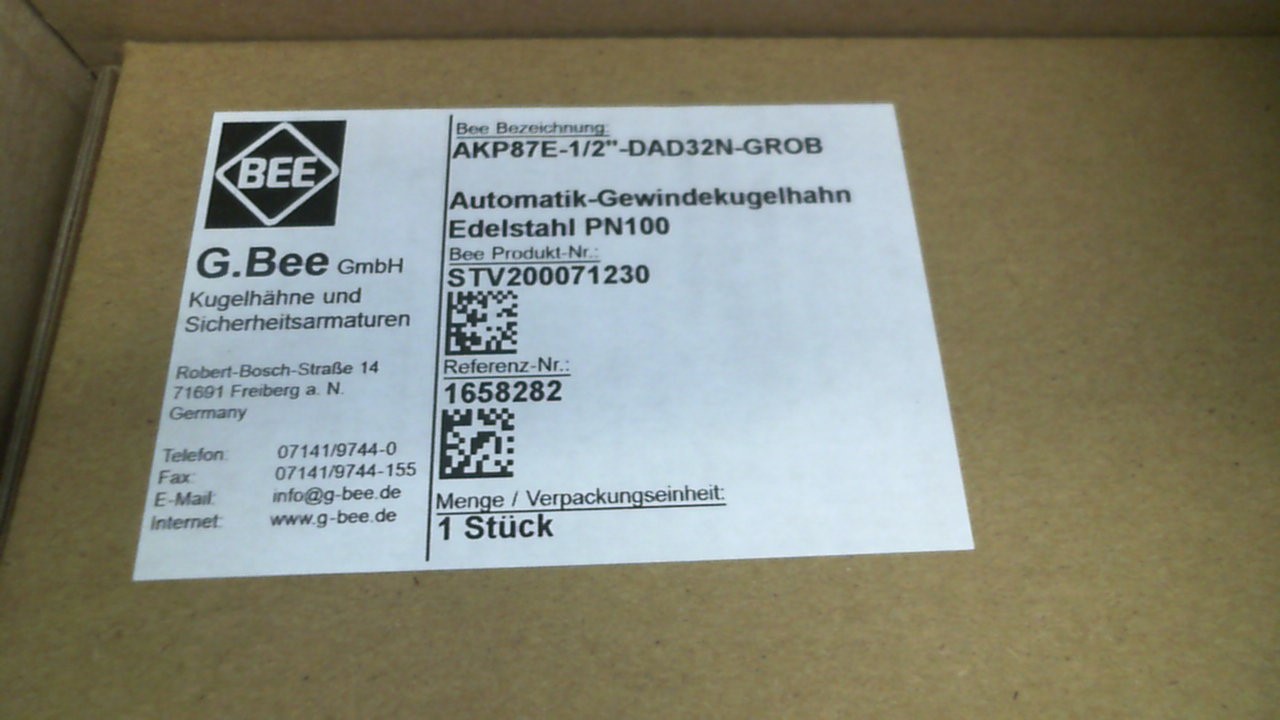 BEE
G.Bee GmbH
Kugelhähne und
Sicherheitsarmaturen
Robert-Bosch-Straße 14
71691 Freiberg a. N.
Germany
Telefon: 07141/9744-0
Fax: 07141/9744-155
E-Mail: info@g-bee.de
Internet: www.g-bee.de
Bee Bezeichnung:
AKP87E-1/2"-DAD32N-GROB
Automatik-Gewindekugelhahn
Edelstahl PN100
Bee Produkt-Nr.:
STV200071230
Referenz-Nr.:
1658282
Menge / Verpackungseinheit:
1 Stück